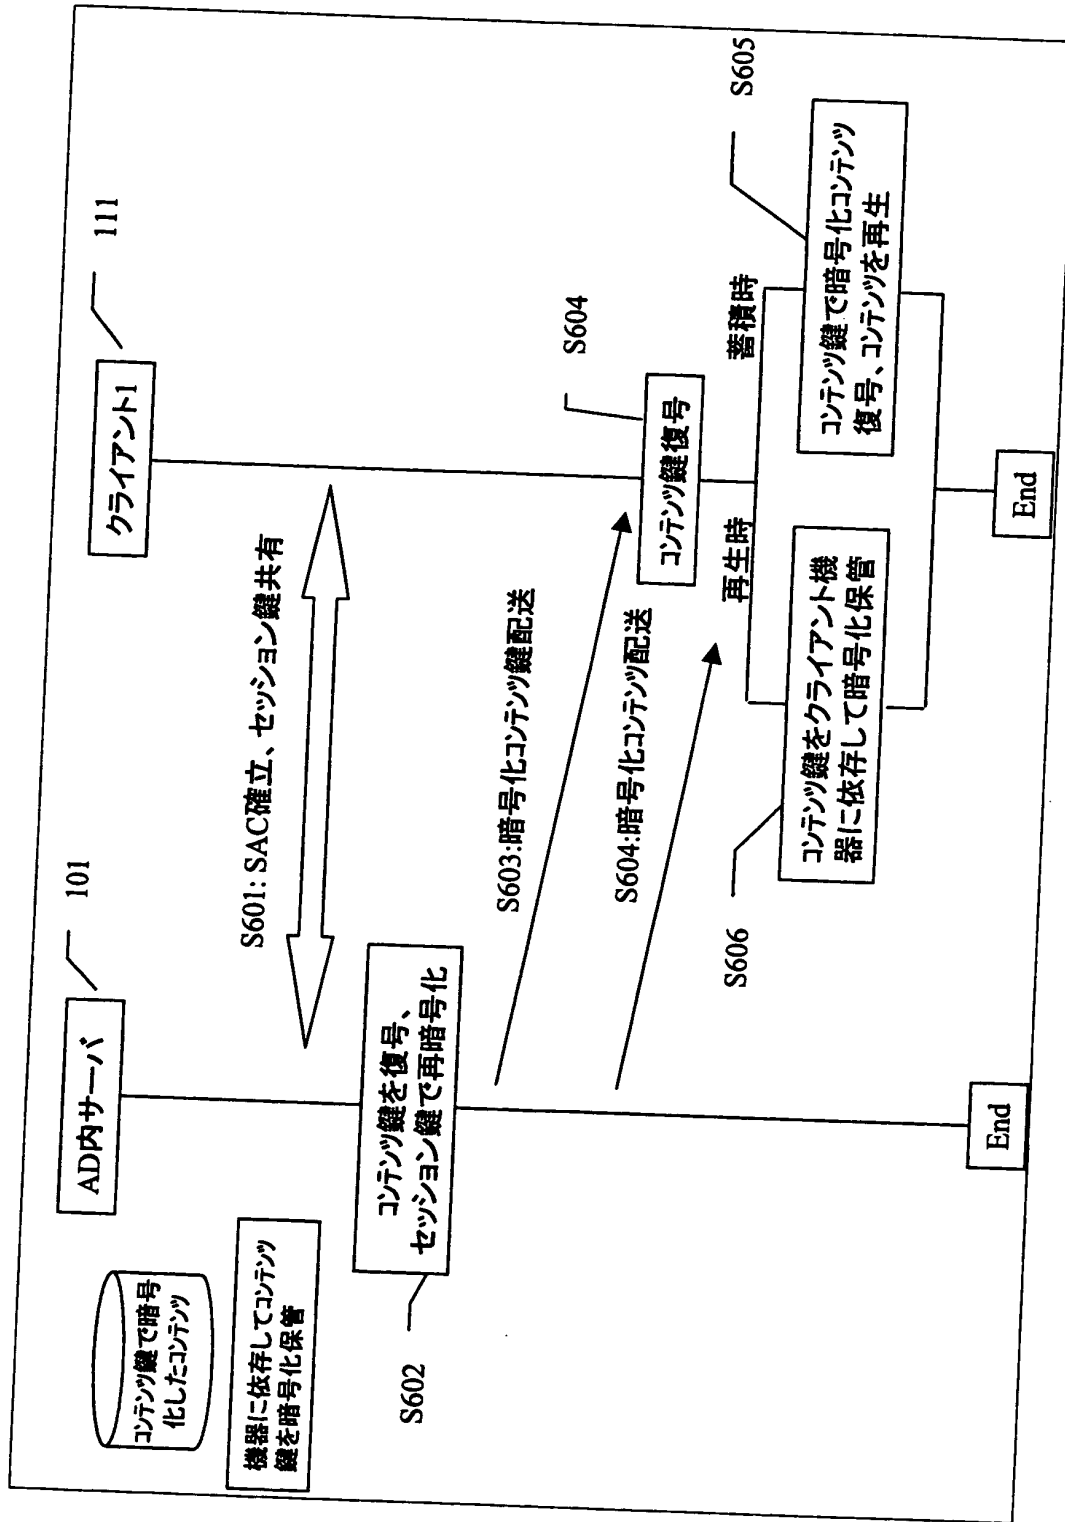 AD内サーバ
101
クライアント1
111
コンテンツ鍵で暗号
化したコンテンツ
機器に依存してコンテンツ
鍵を暗号化保管
S601: SAC確立、セッション鍵共有
コンテンツ鍵を復号、
セッション鍵で再暗号化
S602
S603:暗号化コンテンツ鍵配送
S604:暗号化コンテンツ配送
コンテンツ鍵復号
S604
再生時
蓄積時
コンテンツ鍵をクライアント機
器に依存して暗号化保管
S606
コンテンツ鍵で暗号化コンテンツ
復号、コンテンツを再生
S605
End
End